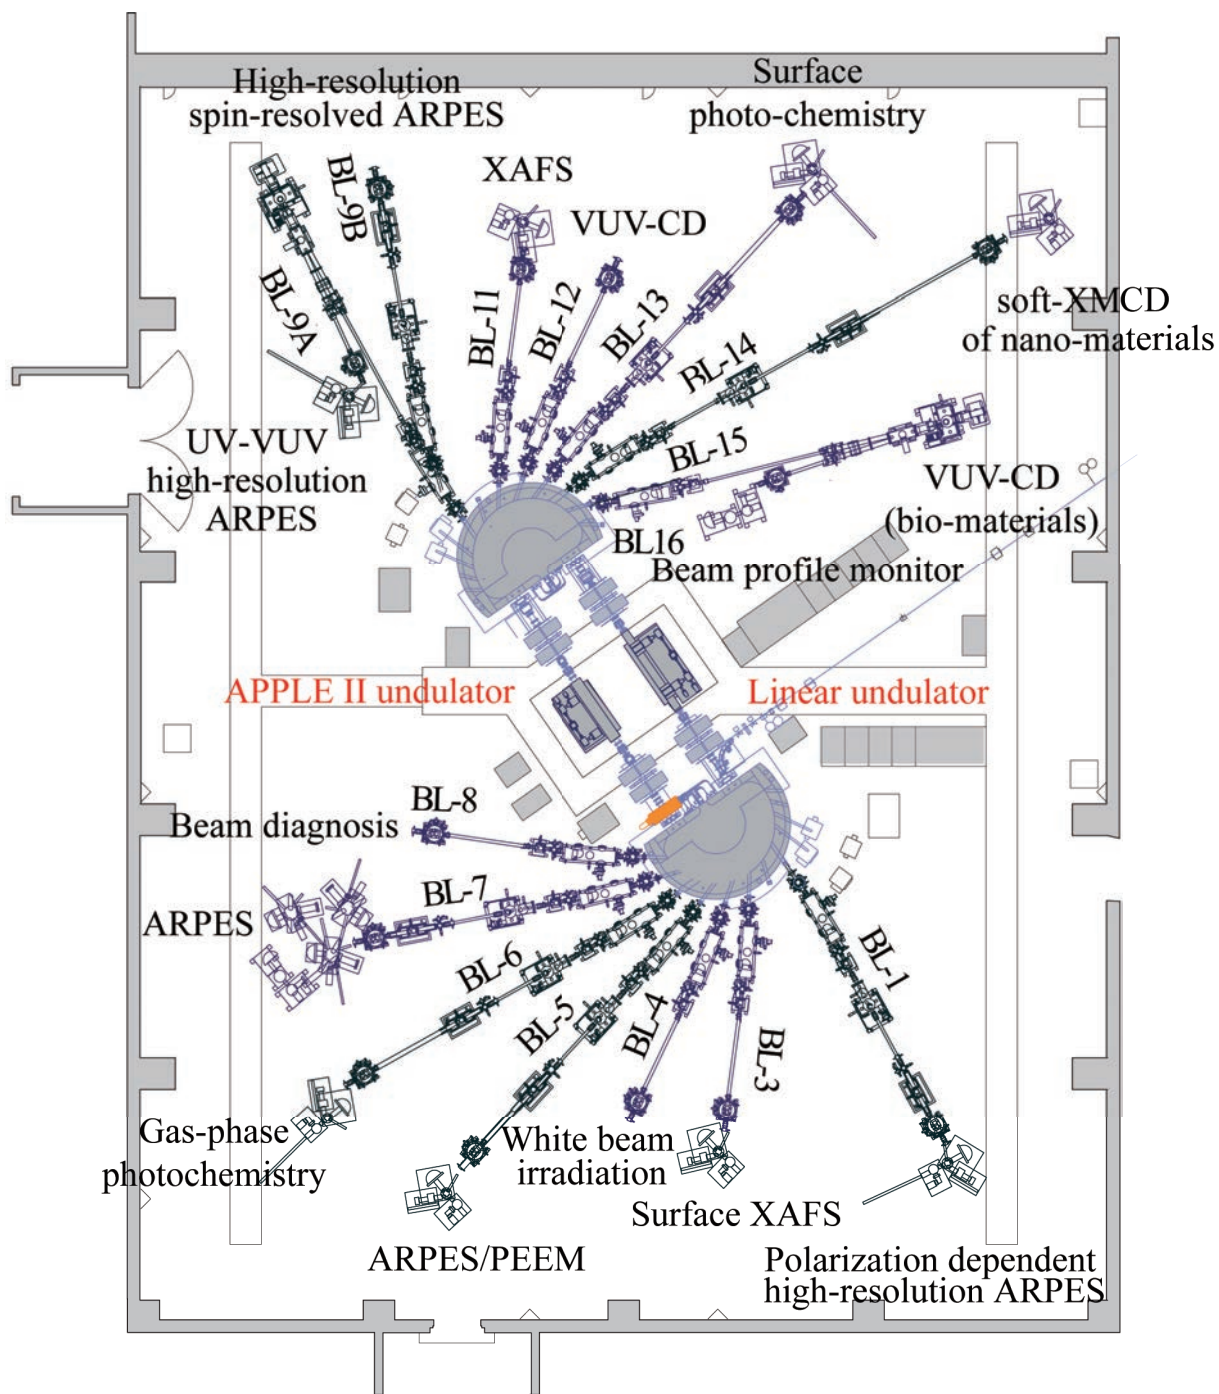 High-resolution
spin-resolved ARPES
Surface
photo-chemistry
XAFS
VUV-CD
BL-9B
BL-9A
BL-11
BL-12
BL-13
BL-14
soft-XMCD
of nano-materials
BL-15
UV-VUV
high-resolution
ARPES
VUV-CD
(bio-materials)
BL16
Beam profile monitor
APPLE II undulator
Linear undulator
BL-8
Beam diagnosis
BL-7
ARPES
BL-6
BL-5
BL-4
BL-3
BL-1
Gas-phase
photochemistry
White beam
irradiation
Surface XAFS
ARPES/PEEM
Polarization dependent
high-resolution ARPES